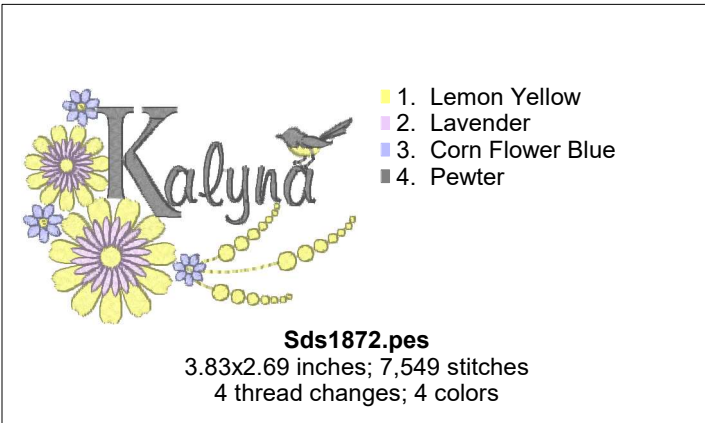 Kalyna
1. Lemon Yellow
2. Lavender
3. Corn Flower Blue
4. Pewter
Sds1872.pes
3.83x2.69 inches; 7,549 stitches
4 thread changes; 4 colors